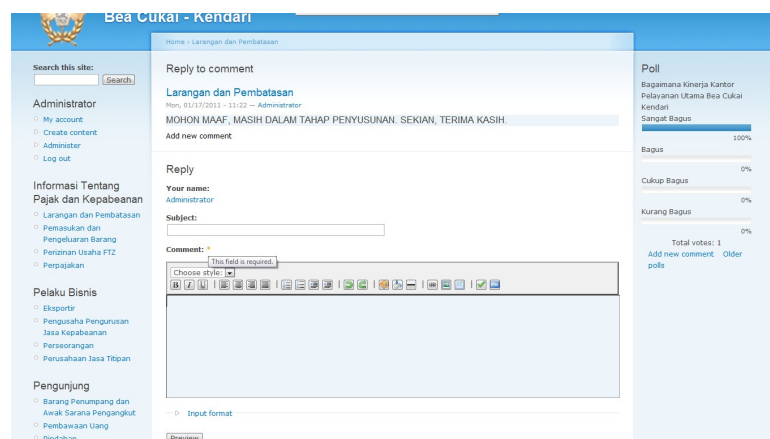 Bea Cukai - Kendari
Home › Larangan dan Pembatasan
Search this site:
Search
Administrator
My account
Create content
Administer
Log out
Informasi Tentang
Pajak dan Kepabeanan
Larangan dan Pembatasan
Pemasukan dan
Pengeluaran Barang
Perizinan Usaha FTZ
Perpajakan
Pelaku Bisnis
Eksportir
Pengusaha Pengurusan
Jasa Kepabeanan
Perseorangan
Perusahaan Jasa Titipan
Pengunjung
Barang Penumpang dan
Awak Sarana Pengangkut
Pembawaan Uang
Pindahan
Reply to comment
Larangan dan Pembatasan
Mon, 01/17/2011 - 11:22 — Administrator
MOHON MAAF, MASIH DALAM TAHAP PENYUSUNAN. SEKIAN, TERIMA KASIH.
Add new comment
Reply
Your name:
Administrator
Subject:
Comment: *
This field is required.
Choose style:
B I U
Input format
Preview
Poll
Bagaimana Kinerja Kantor
Pelayanan Utama Bea Cukai
Kendari
Sangat Bagus
100%
Bagus
0%
Cukup Bagus
0%
Kurang Bagus
0%
Total votes: 1
Add new comment Older
polls